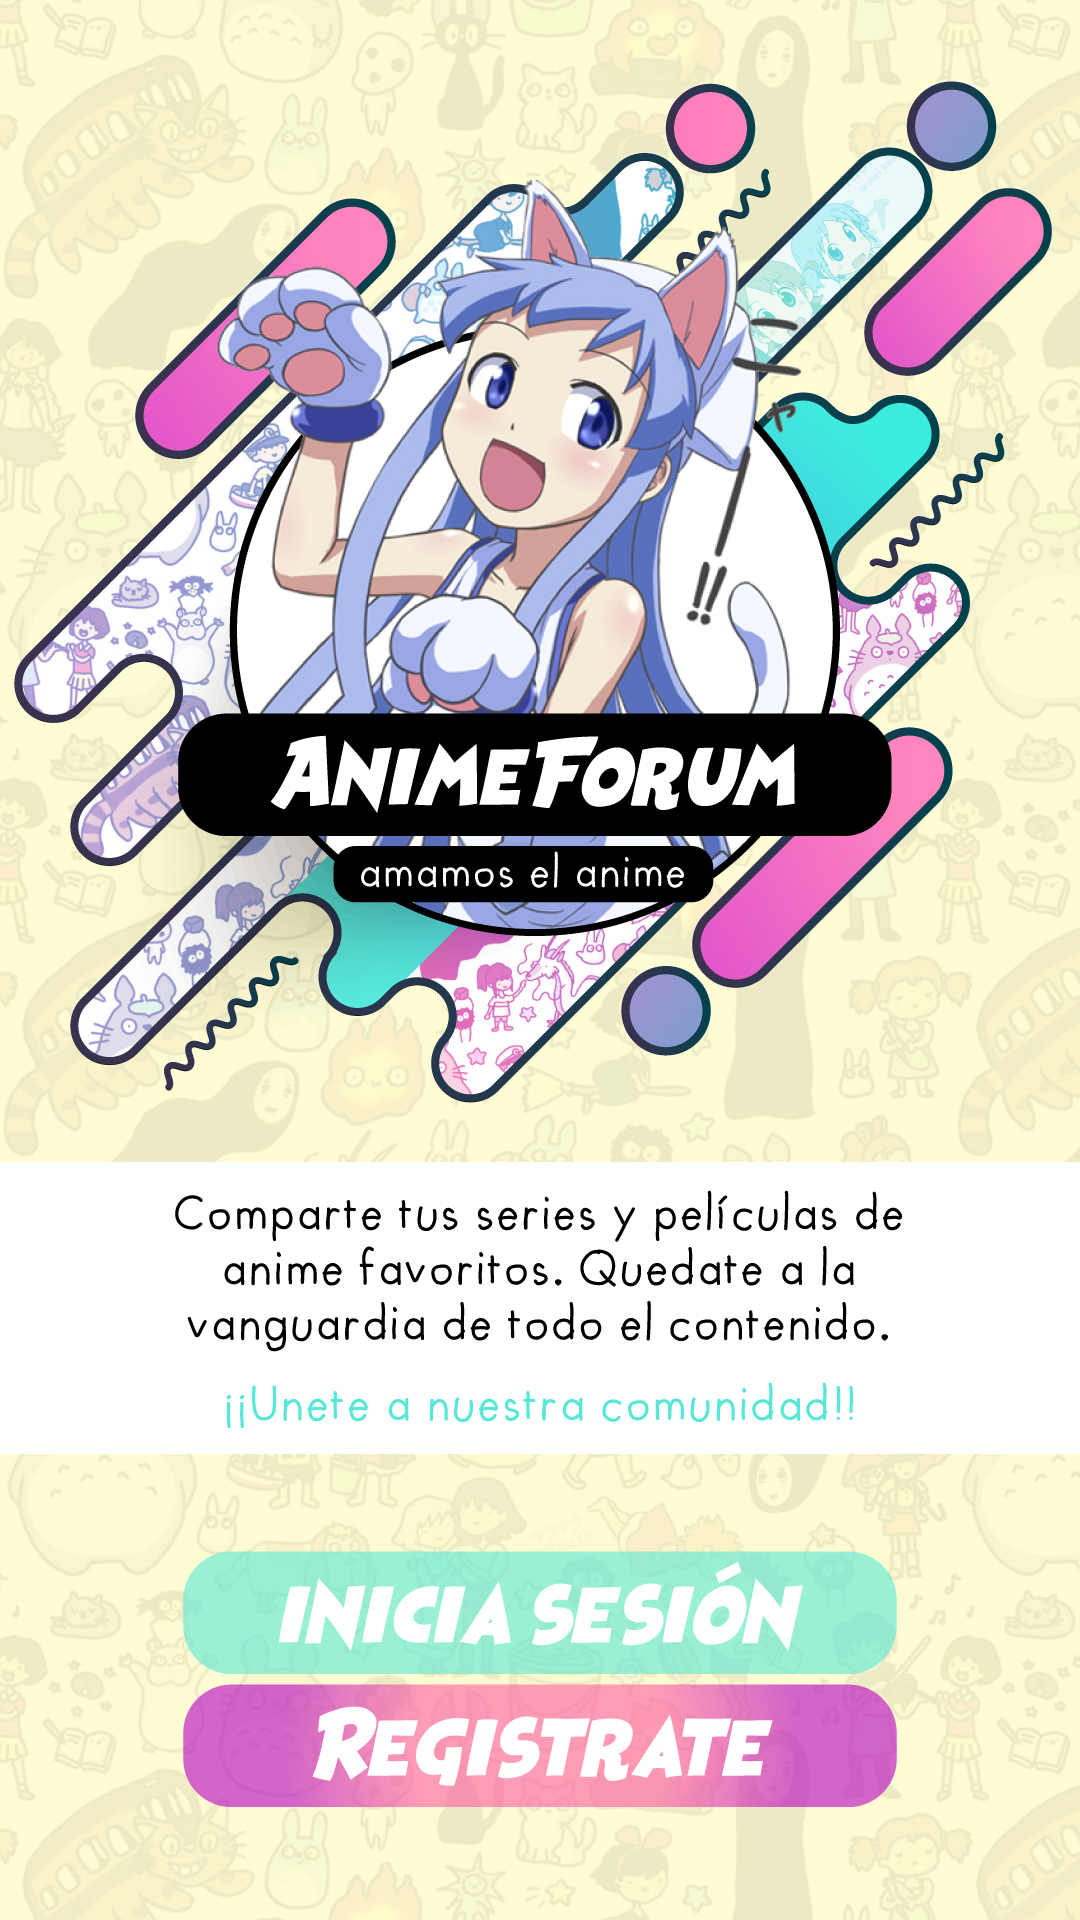 ANIMEFORUM
amamos el anime
Comparte tus series y películas de
anime favoritos. Quedate a la
vanguardia de todo el contenido.
¡¡Unete a nuestra comunidad!!
INICIA SESIÓN
REGISTRATE